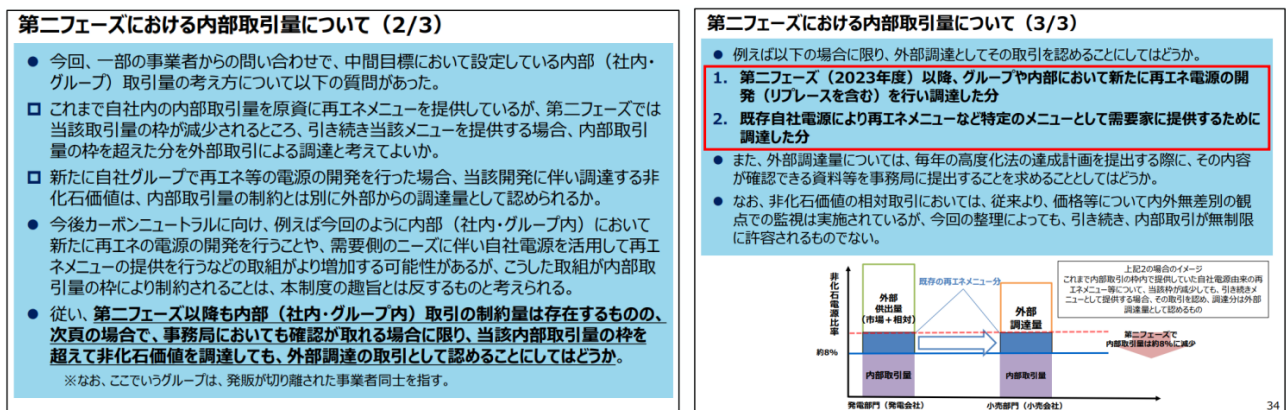 第二フェーズにおける内部取引量について（2/3）
● 今回、一部の事業者からの問い合わせで、中間目標において設定している内部（社内・
グループ）取引量の考え方について以下の質問があった。
□ これまで自社内の内部取引量を原資に再エネメニューを提供しているが、第二フェーズでは
当該取引量の枠が減少されるところ、引き続き当該メニューを提供する場合、内部取引
量の枠を超えた分を外部取引による調達と考えてよいか。
□ 新たに自社グループで再エネ等の電源の開発を行った場合、当該開発に伴い調達する非
化石価値は、内部取引量の制約とは別に外部からの調達量として認められるか。
● 今後カーボンニュートラルに向け、例えば今回のように内部（社内・グループ内）において
新たに再エネの電源の開発を行うことや、需要側のニーズに伴い自社電源を活用して再エ
ネメニューの提供を行うなどの取組がより増加する可能性があるが、こうした取組が内部取
引量の枠により制約されることは、本制度の趣旨とは反するものと考えられる。
● 従い、第二フェーズ以降も内部（社内・グループ内）取引の制約量は存在するものの、
次頁の場合で、事務局においても確認が取れる場合に限り、当該内部取引量の枠を
超えて非化石価値を調達しても、外部調達の取引として認めることにしてはどうか。
※なお、ここでいうグループは、発販が切り離された事業者同士を指す。
第二フェーズにおける内部取引量について（3/3）
● 例えば以下の場合に限り、外部調達としてその取引を認めることにしてはどうか。
1. 第二フェーズ（2023年度）以降、グループや内部において新たに再エネ電源の開
発（リプレースを含む）を行い調達した分
2. 既存自社電源により再エネメニューなど特定のメニューとして需要家に提供するために
調達した分
● また、外部調達量については、毎年の高度化法の達成計画を提出する際に、その内容
が確認できる資料等を事務局に提出することを求めることとしてはどうか。
● なお、非化石価値の相対取引においては、従来より、価格等について内外無差別の観
点での監視は実施されているが、今回の整理によっても、引き続き、内部取引が無制限
に許容されるものでない。
非化石電源比率
外部
供出量
（市場+相対）
既存の再エネメニュー分
外部
調達量
上記2の場合のイメージ
これまで内部取引の枠内で提供していた自社電源由来の再
エネメニュー等について、当該枠が減少しても、引き続きメ
ニューとして提供する場合、その取引を認め、調達分は外部
調達量として認めるもの
第二フェーズで
内部取引量は約8%に減少
約8%
内部取引量
内部取引量
発電部門（発電会社）
小売部門（小売会社）
34